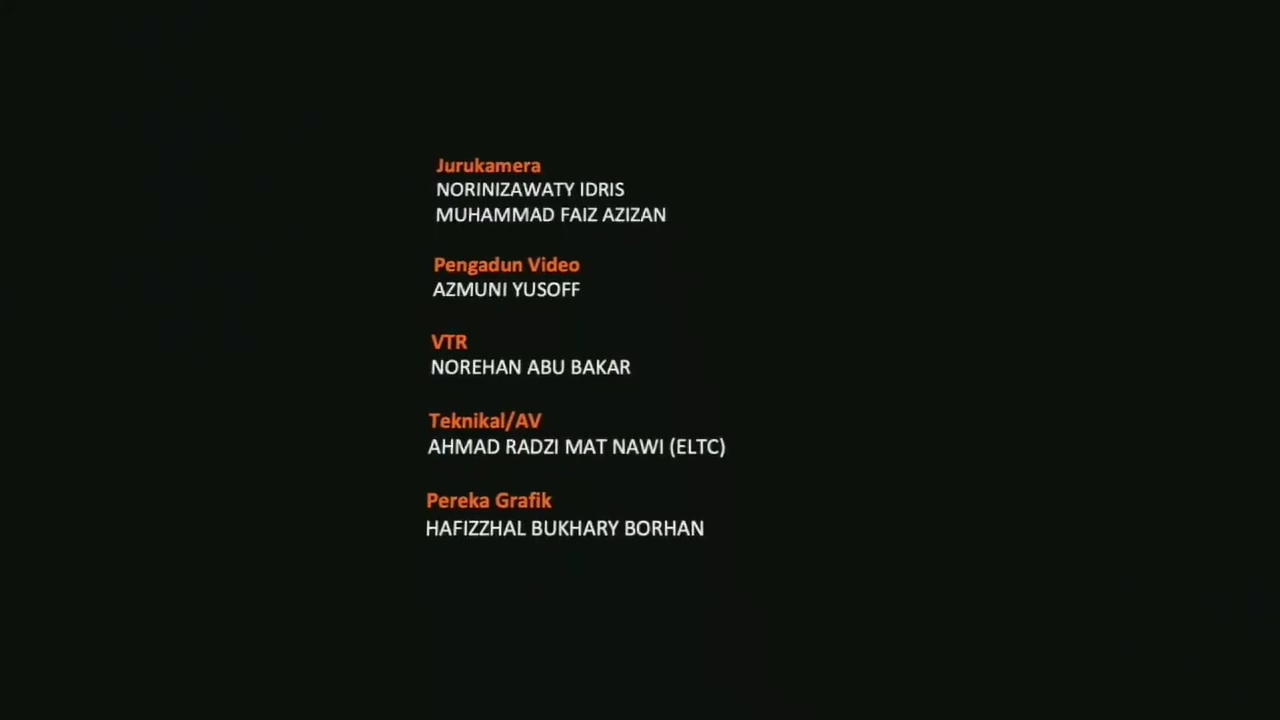 Jurukamera
NORINIZAWATY IDRIS
MUHAMMAD FAIZ AZIZAN
Pengadun Video
AZMUNI YUSOFF
VTR
NOREHAN ABU BAKAR
Teknikal/AV
AHMAD RADZI MAT NAWI (ELTC)
Pereka Grafik
HAFIZZHAL BUKHARY BORHAN